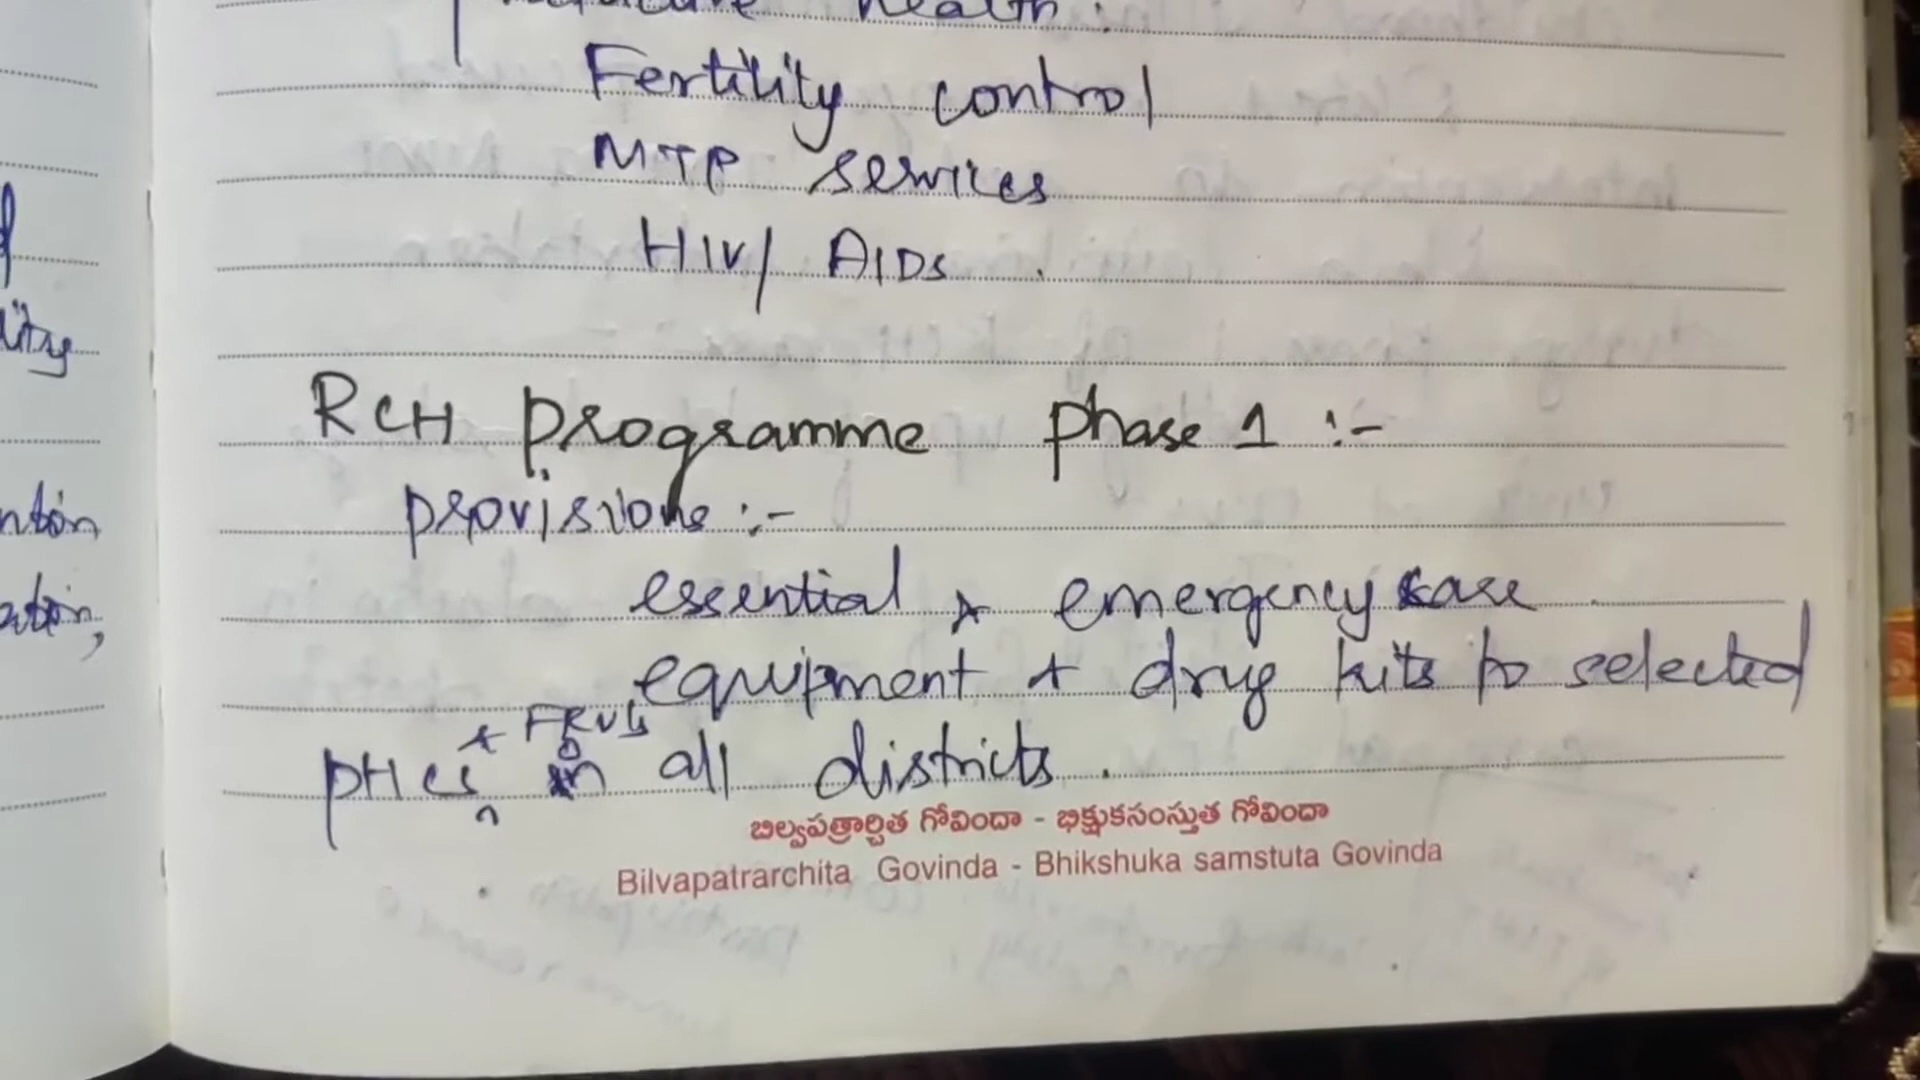 health :
Fertility control
MTP services
HIV/ AIDS .
RCH programme phase 1 :-
provisions :-
essential & emergency care
equipment + drug kits to selected
+ FRUs
PHCs in all districts .
బిల్వపత్రార్చిత గోవిందా - భిక్షుకసంస్తుత గోవిందా
Bilvapatrarchita Govinda - Bhikshuka samstuta Govinda